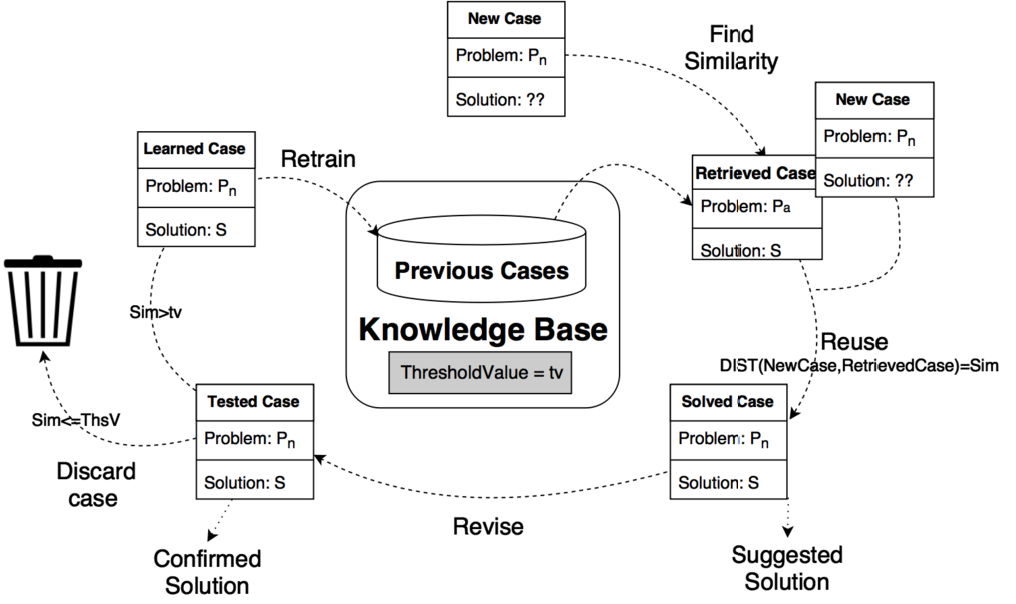 New Case
Problem: Pn
Solution: ??
Find
Similarity
New Case
Problem: Pn
Solution: ??
Learned Case
Problem: Pn
Solution: S
Retrain
Retrieved Case
Problem: Pa
Solution: S
Previous Cases
Knowledge Base
ThresholdValue = tv
Sim>tv
Reuse
DIST(NewCase,RetrievedCase)=Sim
Tested Case
Problem: Pn
Solution: S
Solved Case
Problem: Pn
Solution: S
Sim<=ThsV
Discard
case
Revise
Confirmed
Solution
Suggested
Solution